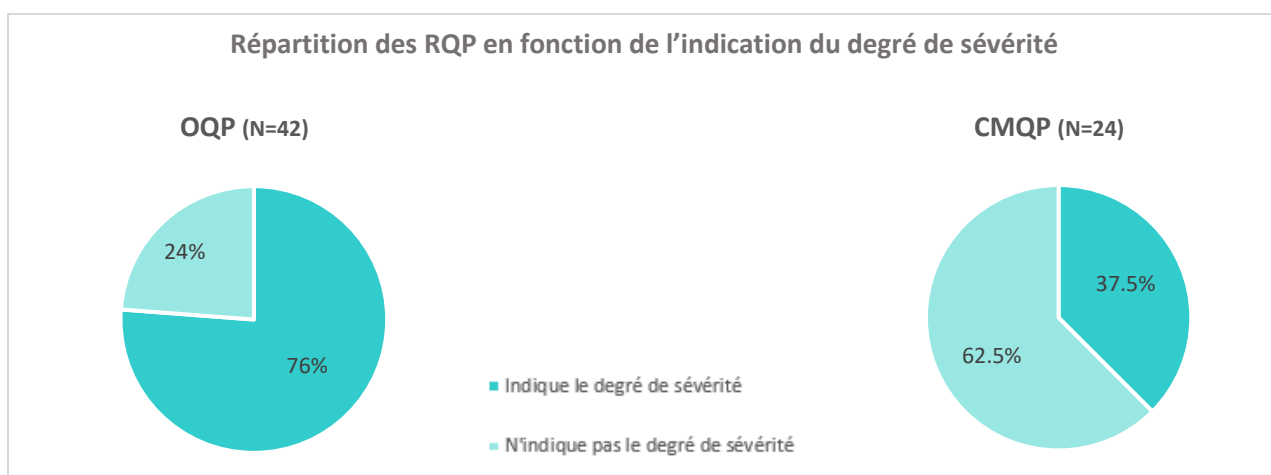 Répartition des RQP en fonction de l'indication du degré de sévérité
OQP (N=42)
CMQP (N=24)
24%
76%
37.5%
62.5%
Indique le degré de sévérité
N'indique pas le degré de sévérité